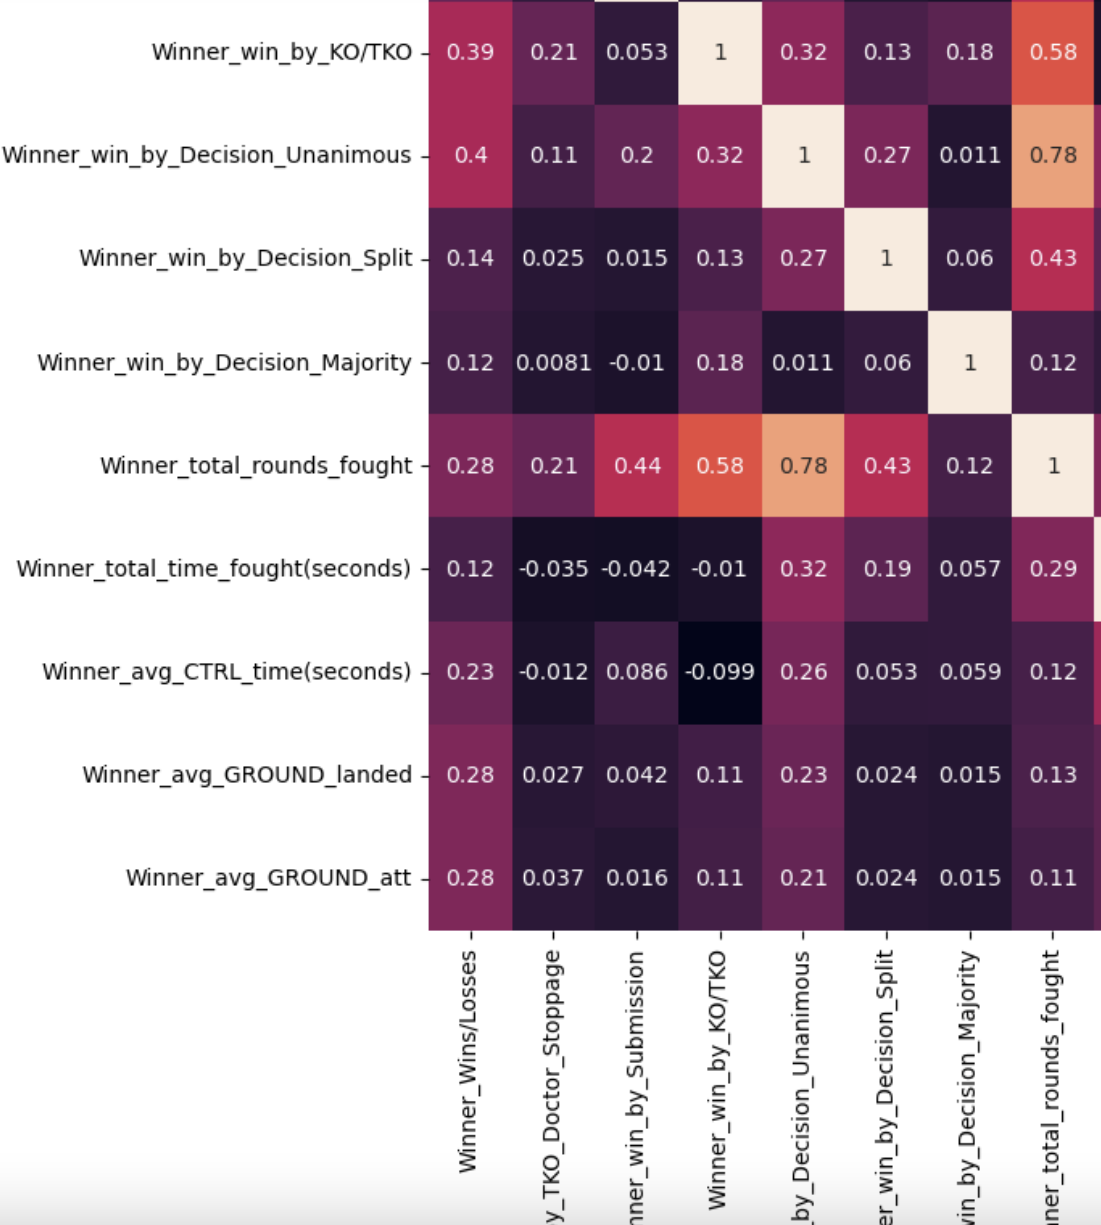 Winner_win_by_KO/TKO 0.39 0.21 0.053 1 0.32 0.13 0.18 0.58
Winner_win_by_Decision_Unanimous 0.4 0.11 0.2 0.32 1 0.27 0.011 0.78
Winner_win_by_Decision_Split 0.14 0.025 0.015 0.13 0.27 1 0.06 0.43
Winner_win_by_Decision_Majority 0.12 0.0081 -0.01 0.18 0.011 0.06 1 0.12
Winner_total_rounds_fought 0.28 0.21 0.44 0.58 0.78 0.43 0.12 1
Winner_total_time_fought(seconds) 0.12 -0.035 -0.042 -0.01 0.32 0.19 0.057 0.29
Winner_avg_CTRL_time(seconds) 0.23 -0.012 0.086 -0.099 0.26 0.053 0.059 0.12
Winner_avg_GROUND_landed 0.28 0.027 0.042 0.11 0.23 0.024 0.015 0.13
Winner_avg_GROUND_att 0.28 0.037 0.016 0.11 0.21 0.024 0.015 0.11
Winner_Wins/Losses
y_TKO_Doctor_Stoppage
nner_win_by_Submission
Winner_win_by_KO/TKO
_by_Decision_Unanimous
er_win_by_Decision_Split
win_by_Decision_Majority
ner_total_rounds_fought